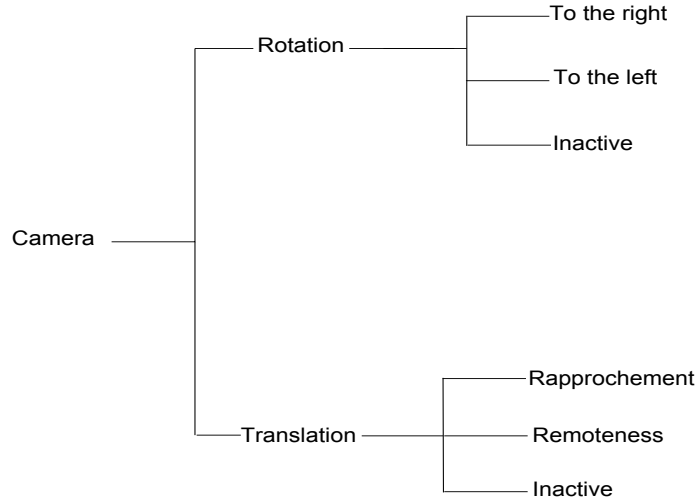 To the right
Rotation
To the left
Inactive
Camera
Rapprochement
Translation
Remoteness
Inactive